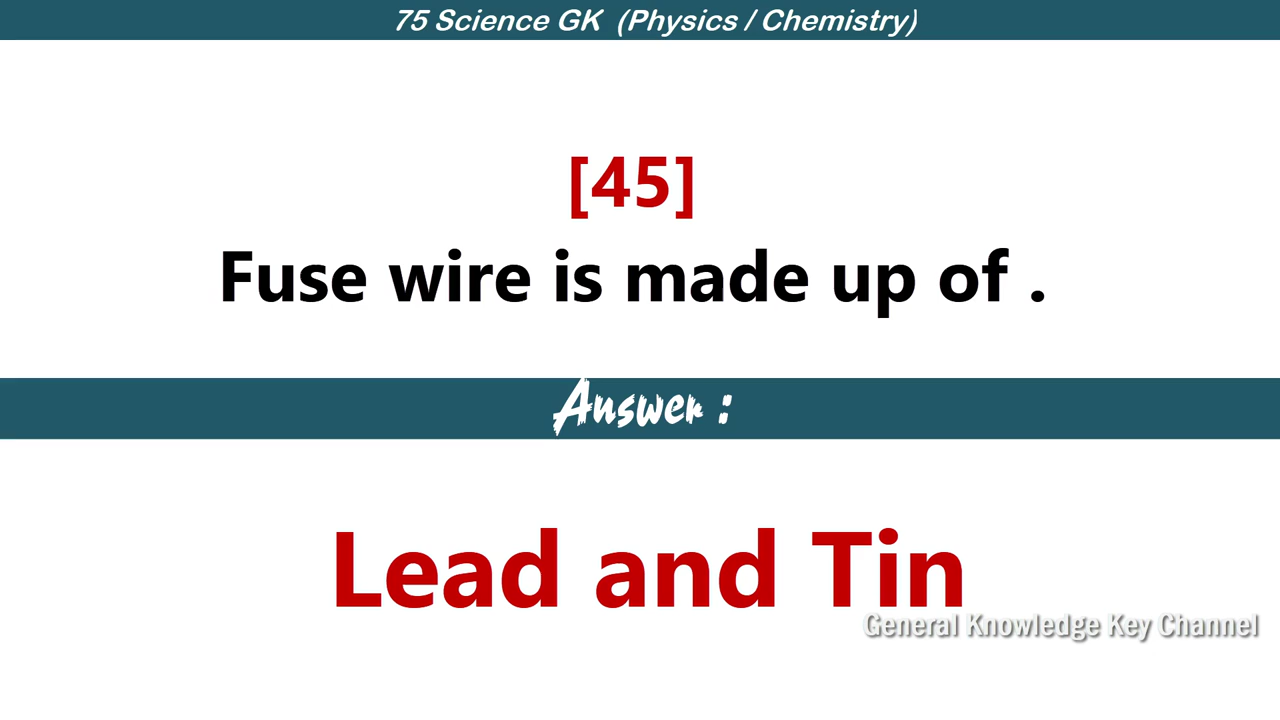 75 Science GK (Physics / Chemistry)
[45]
Fuse wire is made up of .
Answer :
Lead and Tin
General Knowledge Key Channel